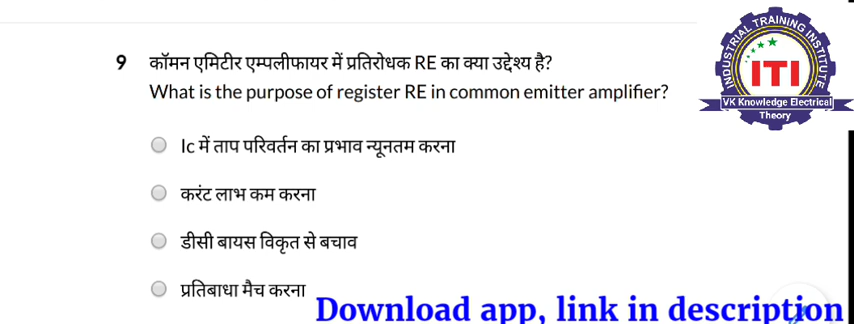 9 कॉमन एमिटीर एम्पलीफायर में प्रतिरोधक RE का क्या उद्देश्य है?
What is the purpose of register RE in common emitter amplifier?
Ic में ताप परिवर्तन का प्रभाव न्यूनतम करना
करंट लाभ कम करना
डीसी बायस विकृत से बचाव
प्रतिबाधा मैच करना
INDUSTRIAL TRAINING INSTITUTE
ITI
VK Knowledge Electrical
Theory
Download app, link in description